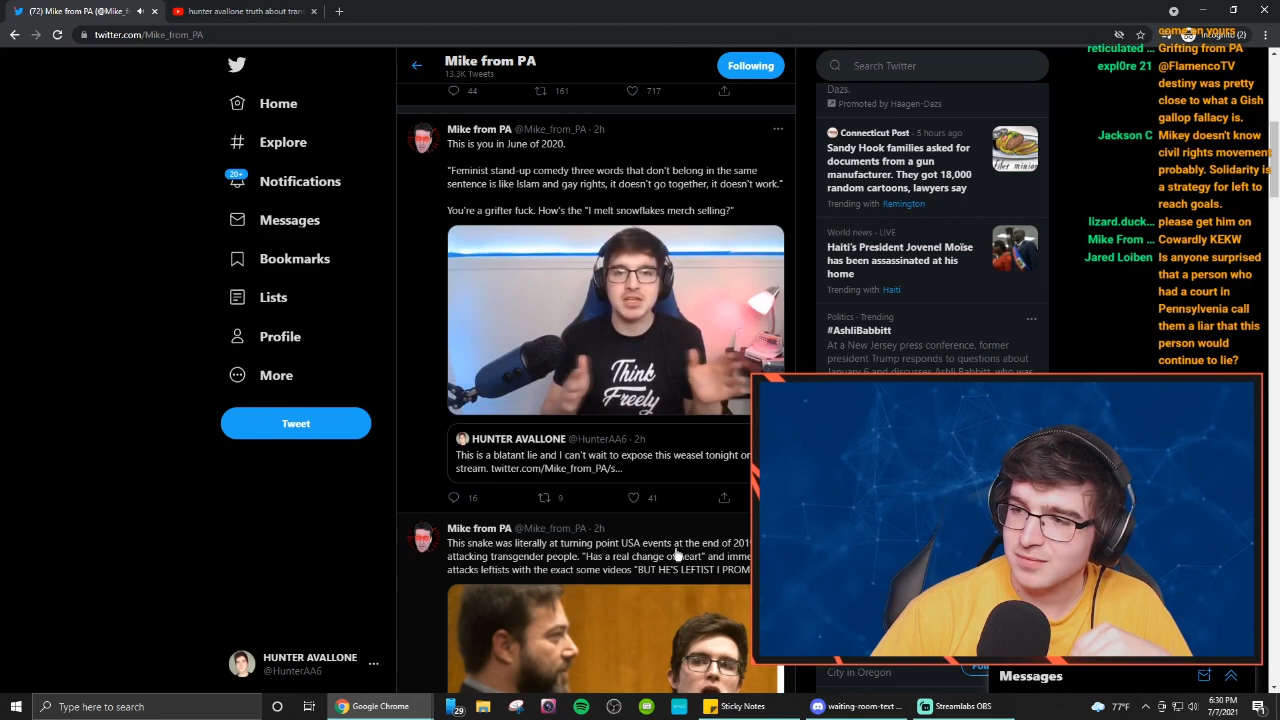 (72) Mike from PA (@Mike_fr
hunter avallone truth about tran
twitter.com/Mike_from_PA
Incognito (2)
Home
Explore
20+
Notifications
Messages
Bookmarks
Lists
Profile
More
Tweet
HUNTER AVALLONE
@HunterAA6
Mike from PA
13.3K Tweets
Following
44 161 717
Mike from PA @Mike_from_PA · 2h
This is you in June of 2020.
"Feminist stand-up comedy three words that don't belong in the same
sentence is like Islam and gay rights, it doesn't go together, it doesn't work."
You're a grifter fuck. How's the "I melt snowflakes merch selling?"
Think
Freely
HUNTER AVALLONE @HunterAA6 · 2h
This is a blatant lie and I can't wait to expose this weasel tonight on
stream. twitter.com/Mike_from_PA/s...
16 9 41
Mike from PA @Mike_from_PA · 2h
This snake was literally at turning point USA events at the end of 201
attacking transgender people. "Has a real change of heart" and imme
attacks leftists with the exact some videos "BUT HE'S LEFTIST I PROM
Search Twitter
Dazs.
Promoted by Häagen-Dazs
Connecticut Post · 5 hours ago
Sandy Hook families asked for
documents from a gun
manufacturer. They got 18,000
random cartoons, lawyers say
Trending with Remington
World news · LIVE
Haiti's President Jovenel Moïse
has been assassinated at his
home
Trending with Haiti
Politics · Trending
#AshliBabbitt
At a New Jersey press conference, former
president Trump responds to questions about
January 6 and discusses Ashli Babbitt, who was
City in Oregon
Messages
come on yours
reticulated ... Grifting from PA
expl0re 21 @FlamencoTV
destiny was pretty
close to what a Gish
gallop fallacy is.
Jackson C Mikey doesn't know
civil rights movement
probably. Solidarity is
a strategy for left to
reach goals.
lizard.duck... please get him on
Mike From ... Cowardly KEKW
Jared Loiben Is anyone surprised
that a person who
had a court in
Pennsylvania call
them a liar that this
person would
continue to lie?
Type here to search
Google Chrome
29
Sticky Notes
waiting-room-text ...
Streamlabs OBS
77°F
6:30 PM
7/7/2021